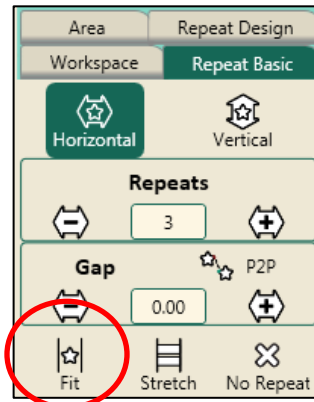 Area Repeat Design
Workspace Repeat Basic
Horizontal Vertical
Repeats
3
Gap P2P
0.00
Fit Stretch No Repeat